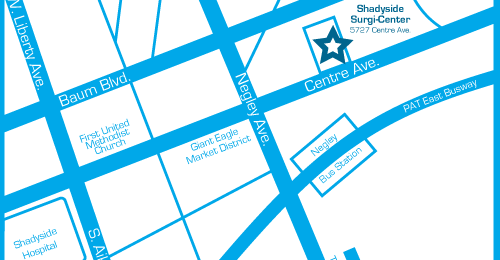 W. Liberty Ave.
Shadyside
Surgi-Center
5727 Centre Ave.
Baum Blvd.
Centre Ave.
Negley Ave.
PAT East Busway
First United
Methodist
Church
Giant Eagle
Market District
Negley
Bus Station
Shadyside
Hospital